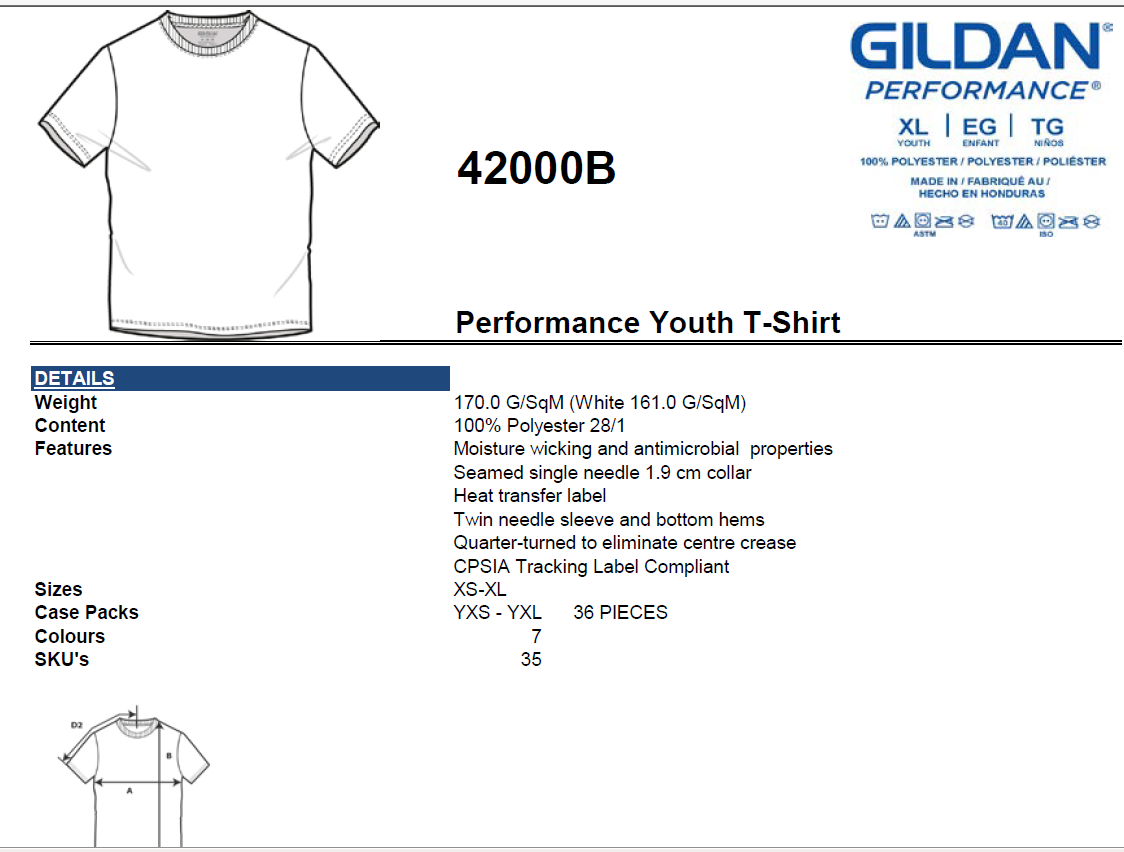 GILDAN®
PERFORMANCE®
XL | EG | TG
YOUTH ENFANT NIÑOS
100% POLYESTER / POLYESTER / POLIÉSTER
MADE IN / FABRIQUÉ AU /
HECHO EN HONDURAS
40
ASTM ISO
42000B
Performance Youth T-Shirt
DETAILS
Weight 170.0 G/SqM (White 161.0 G/SqM)
Content 100% Polyester 28/1
Features Moisture wicking and antimicrobial properties
Seamed single needle 1.9 cm collar
Heat transfer label
Twin needle sleeve and bottom hems
Quarter-turned to eliminate centre crease
CPSIA Tracking Label Compliant
Sizes XS-XL
Case Packs YXS - YXL 36 PIECES
Colours 7
SKU's 35
D2
B
A